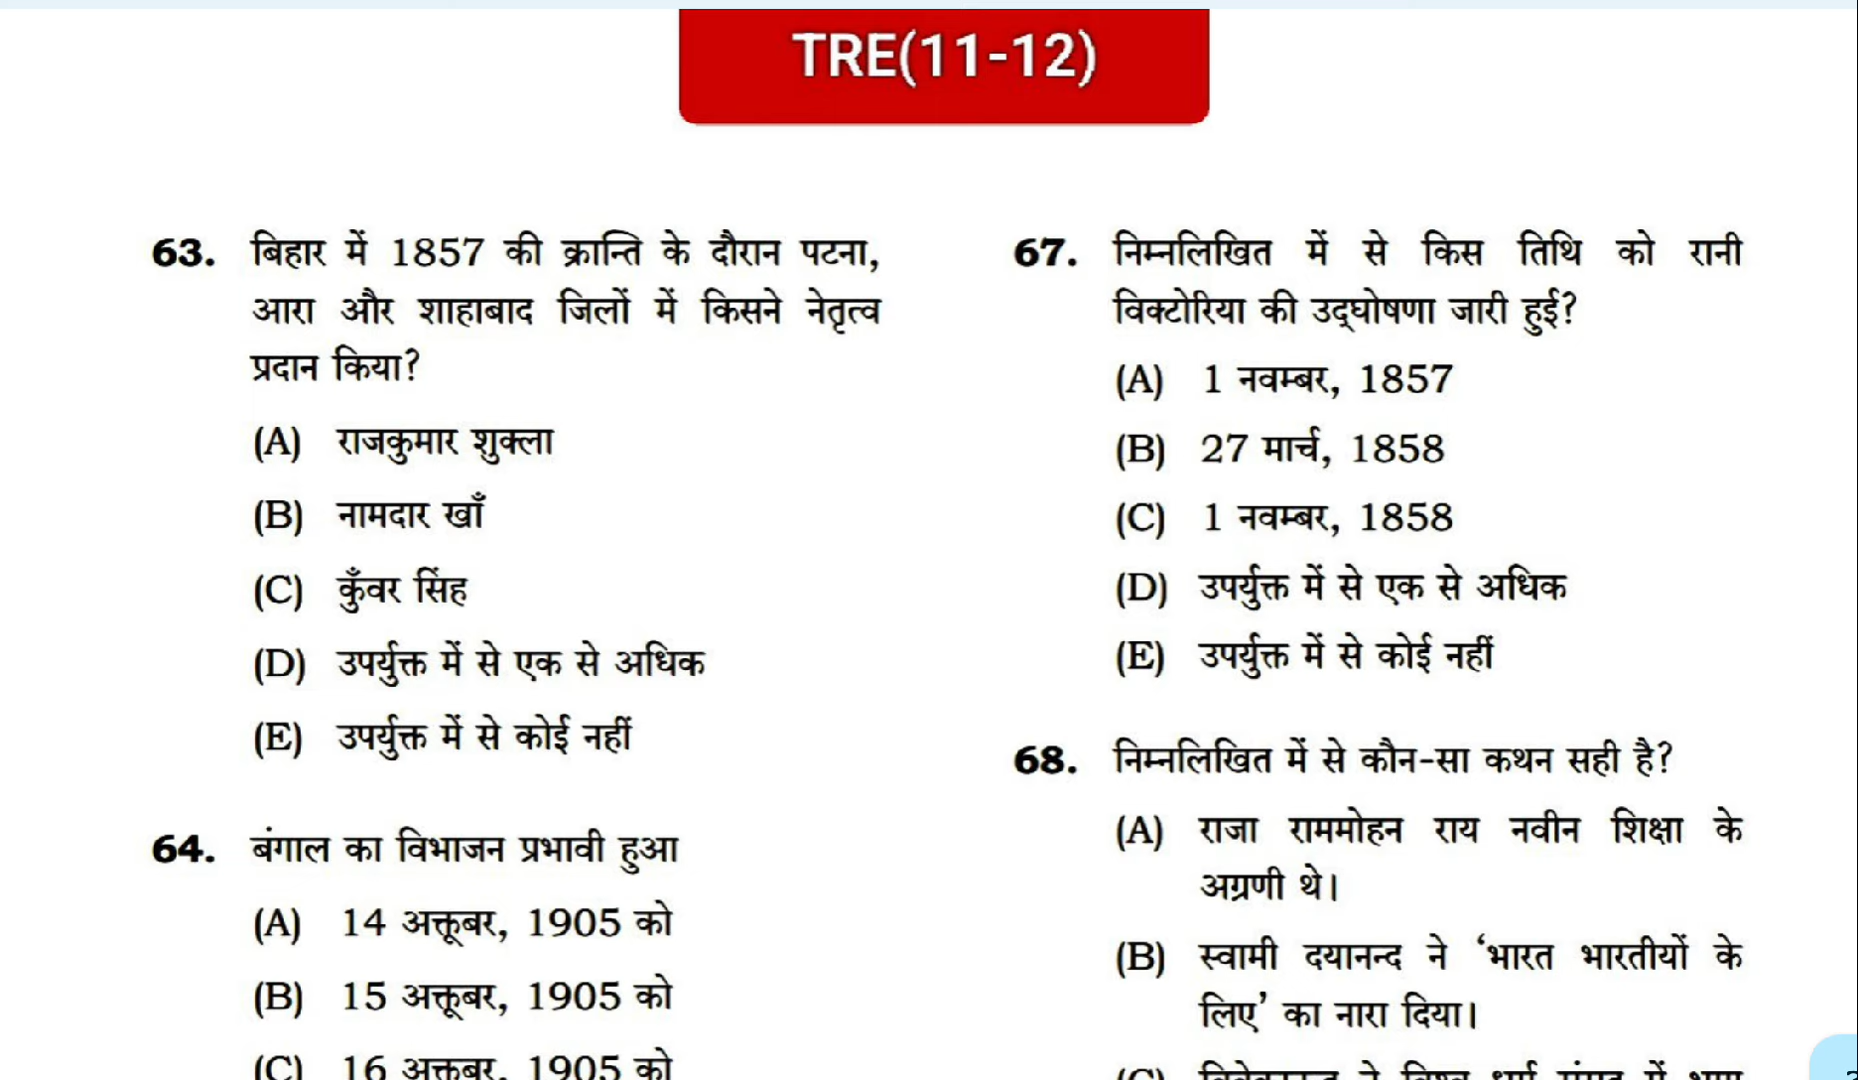 TRE(11-12)
63. बिहार में 1857 की क्रान्ति के दौरान पटना,
आरा और शाहाबाद जिलों में किसने नेतृत्व
प्रदान किया?
(A) राजकुमार शुक्ला
(B) नामदार खाँ
(C) कुँवर सिंह
(D) उपर्युक्त में से एक से अधिक
(E) उपर्युक्त में से कोई नहीं
64. बंगाल का विभाजन प्रभावी हुआ
(A) 14 अक्तूबर, 1905 को
(B) 15 अक्तूबर, 1905 को
(C) 16 अक्तूबर, 1905 को
67. निम्नलिखित में से किस तिथि को रानी
विक्टोरिया की उद्घोषणा जारी हुई?
(A) 1 नवम्बर, 1857
(B) 27 मार्च, 1858
(C) 1 नवम्बर, 1858
(D) उपर्युक्त में से एक से अधिक
(E) उपर्युक्त में से कोई नहीं
68. निम्नलिखित में से कौन-सा कथन सही है?
(A) राजा राममोहन राय नवीन शिक्षा के
अग्रणी थे।
(B) स्वामी दयानन्द ने ‘भारत भारतीयों के
लिए’ का नारा दिया।
(C) विवेकानन्द ने विश्व धर्म संसद में भाग